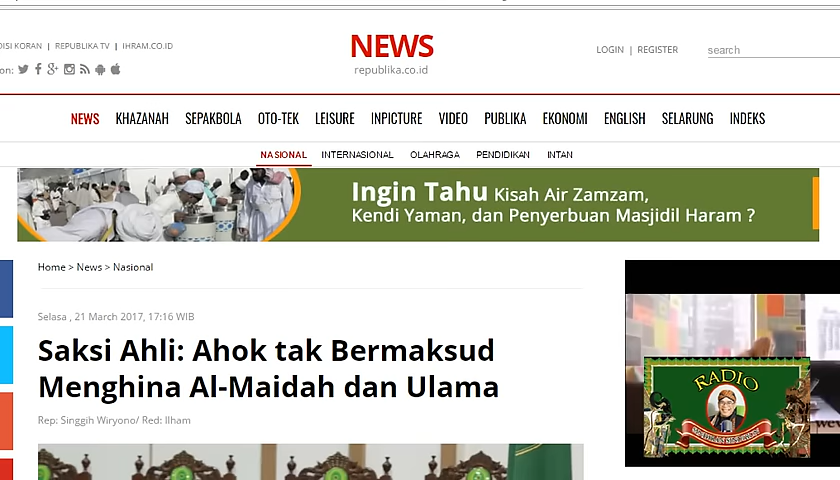 DISI KORAN | REPUBLIKA TV | IHRAM.CO.ID
on:
NEWS
republika.co.id
LOGIN | REGISTER
search
NEWS KHAZANAH SEPAKBOLA OTO-TEK LEISURE INPICTURE VIDEO PUBLIKA EKONOMI ENGLISH SELARUNG INDEKS
NASIONAL INTERNASIONAL OLAHRAGA PENDIDIKAN INTAN
Ingin Tahu Kisah Air Zamzam,
Kendi Yaman, dan Penyerbuan Masjidil Haram ?
Home > News > Nasional
Selasa , 21 March 2017, 17:16 WIB
Saksi Ahli: Ahok tak Bermaksud
Menghina Al-Maidah dan Ulama
Rep: Singgih Wiryono/ Red: Ilham
RADIO